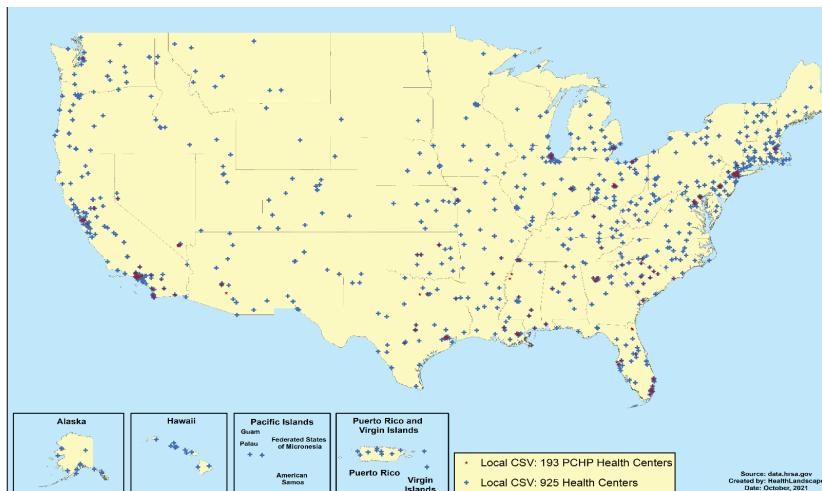 Alaska
Hawaii
Pacific Islands
Guam
Palau
Federated States
of Micronesia
American
Samoa
Puerto Rico and
Virgin Islands
Puerto Rico
Virgin
Islands
Local CSV: 193 PCHP Health Centers
Local CSV: 925 Health Centers
Source: data.hrsa.gov
Created by: HealthLandscape
Date: October, 2021